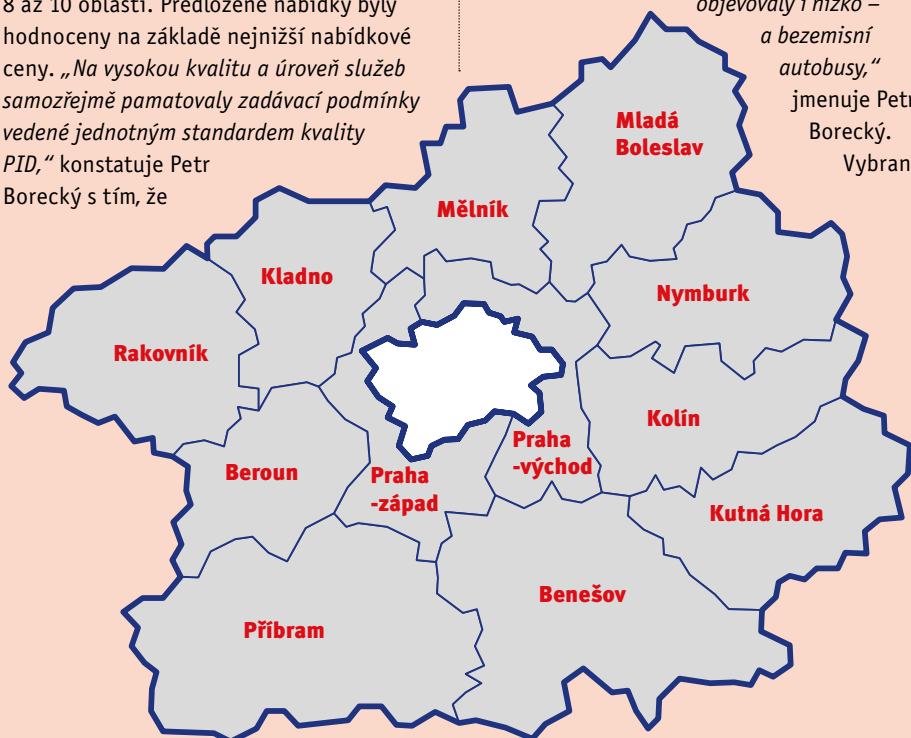 8 až 10 oblastí. Předložené nabídky byly
hodnoceny na základě nejnižší nabídkové
ceny. „Na vysokou kvalitu a úroveň služeb
samozřejmě pamatovaly zadávací podmínky
vedené jednotným standardem kvality
PID,“ konstatuje Petr
Borecký s tím, že
objevovaly i nízko –
a bezemisní
autobusy,“
jmenuje Petr
Borecký.
Vybran
Mladá
Boleslav
Mělník
Kladno
Nymburk
Rakovník
Kolín
Praha
-východ
Beroun
Praha
-západ
Kutná Hora
Benešov
Příbram